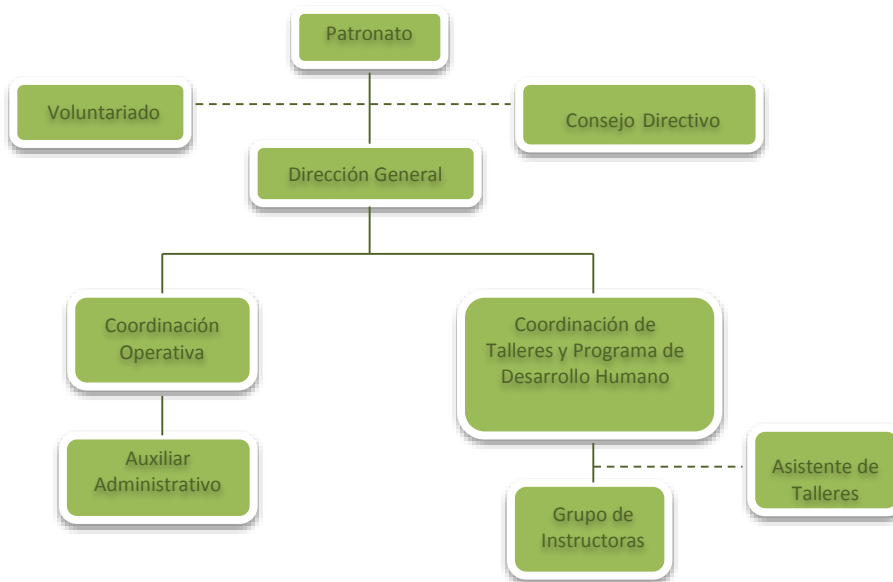 Patronato
Voluntariado
Consejo Directivo
Dirección General
Coordinación
Operativa
Coordinación de
Talleres y Programa de
Desarrollo Humano
Auxiliar
Administrativo
Asistente de
Talleres
Grupo de
Instructoras